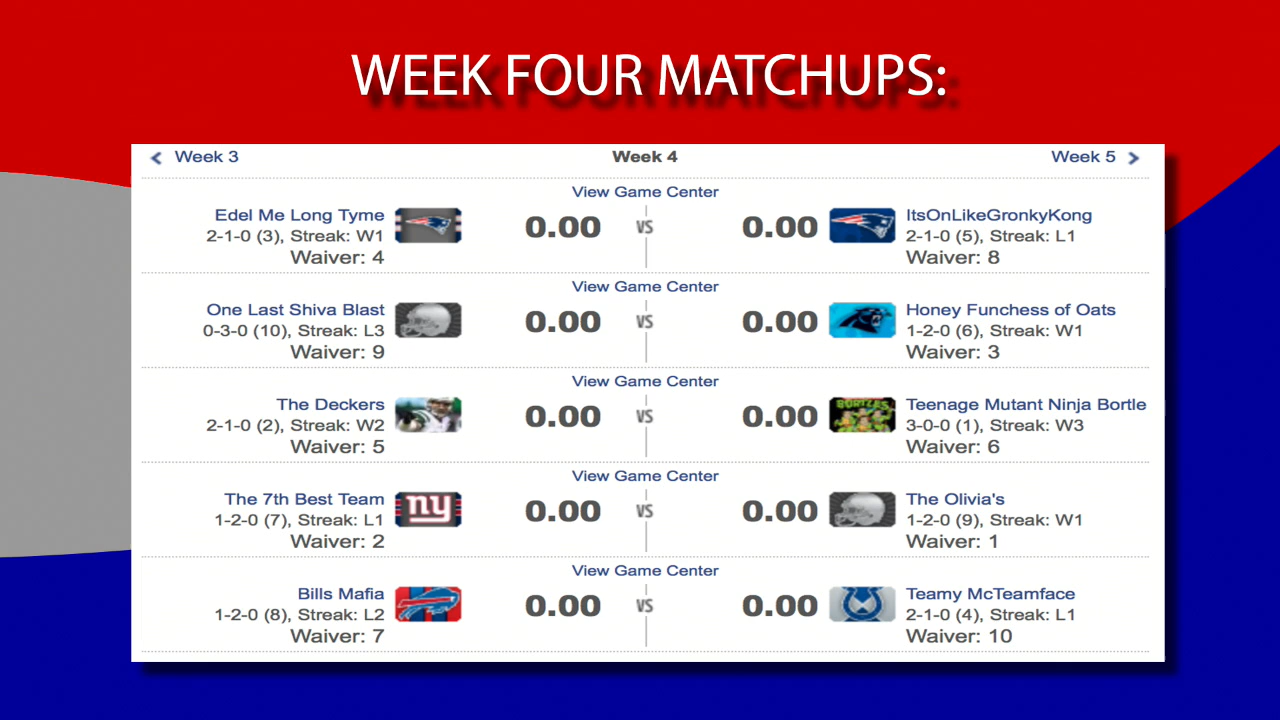 WEEK FOUR MATCHUPS:
Week 3 Week 4 Week 5
View Game Center
Edel Me Long Tyme 0.00 VS 0.00 ItsOnLikeGronkyKong
2-1-0 (3), Streak: W1 2-1-0 (5), Streak: L1
Waiver: 4 Waiver: 8
View Game Center
One Last Shiva Blast 0.00 VS 0.00 Honey Funchess of Oats
0-3-0 (10), Streak: L3 1-2-0 (6), Streak: W1
Waiver: 9 Waiver: 3
View Game Center
The Deckers 0.00 VS 0.00 BORTLES Teenage Mutant Ninja Bortle
2-1-0 (2), Streak: W2 3-0-0 (1), Streak: W3
Waiver: 5 Waiver: 6
View Game Center
The 7th Best Team ny 0.00 VS 0.00 The Olivia's
1-2-0 (7), Streak: L1 1-2-0 (9), Streak: W1
Waiver: 2 Waiver: 1
View Game Center
Bills Mafia 0.00 VS 0.00 Teamy McTeamface
1-2-0 (8), Streak: L2 2-1-0 (4), Streak: L1
Waiver: 7 Waiver: 10